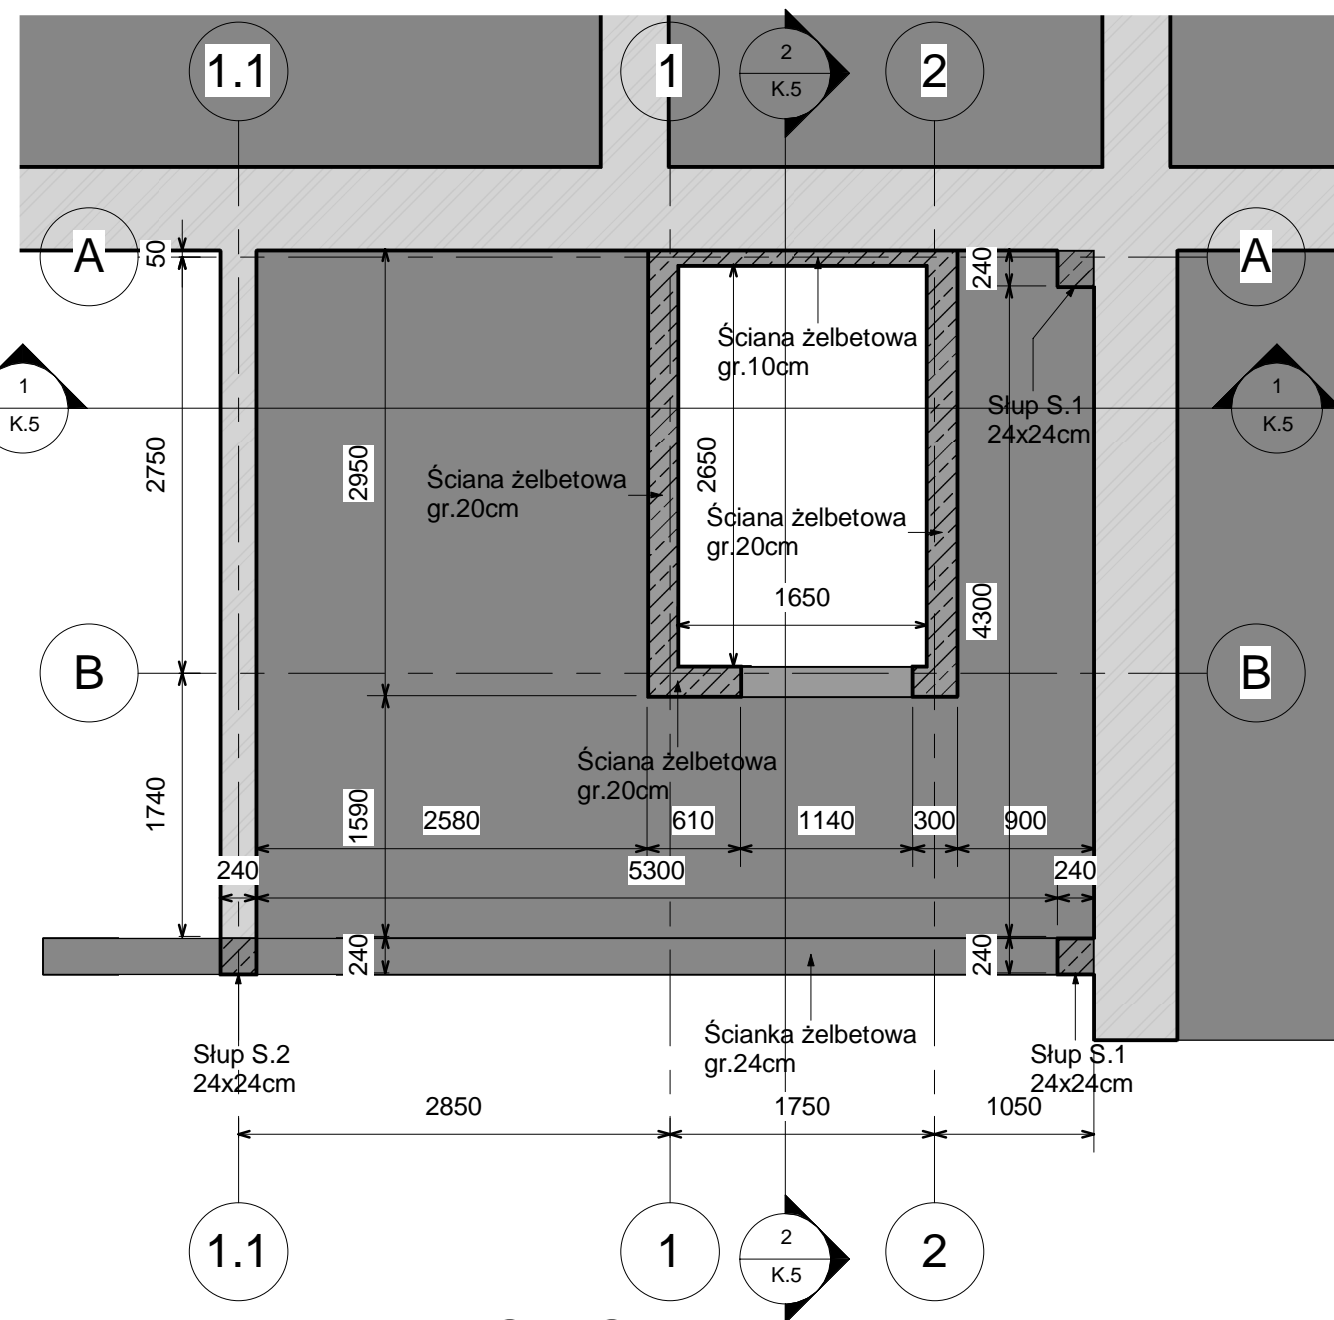 1.1
1
2
K.5
2
A
50
240
A
Ściana żelbetowa
gr.10cm
1
K.5
1
K.5
Słup S.1
24x24cm
2750
2950
2650
Ściana żelbetowa
gr.20cm
Ściana żelbetowa
gr.20cm
1650
4300
B
B
Ściana żelbetowa
gr.20cm
1740
1590
2580
610
1140
300
900
240
5300
240
240
240
Ścianka żelbetowa
gr.24cm
Słup S.2
24x24cm
Słup S.1
24x24cm
2850
1750
1050
1.1
1
2
K.5
2